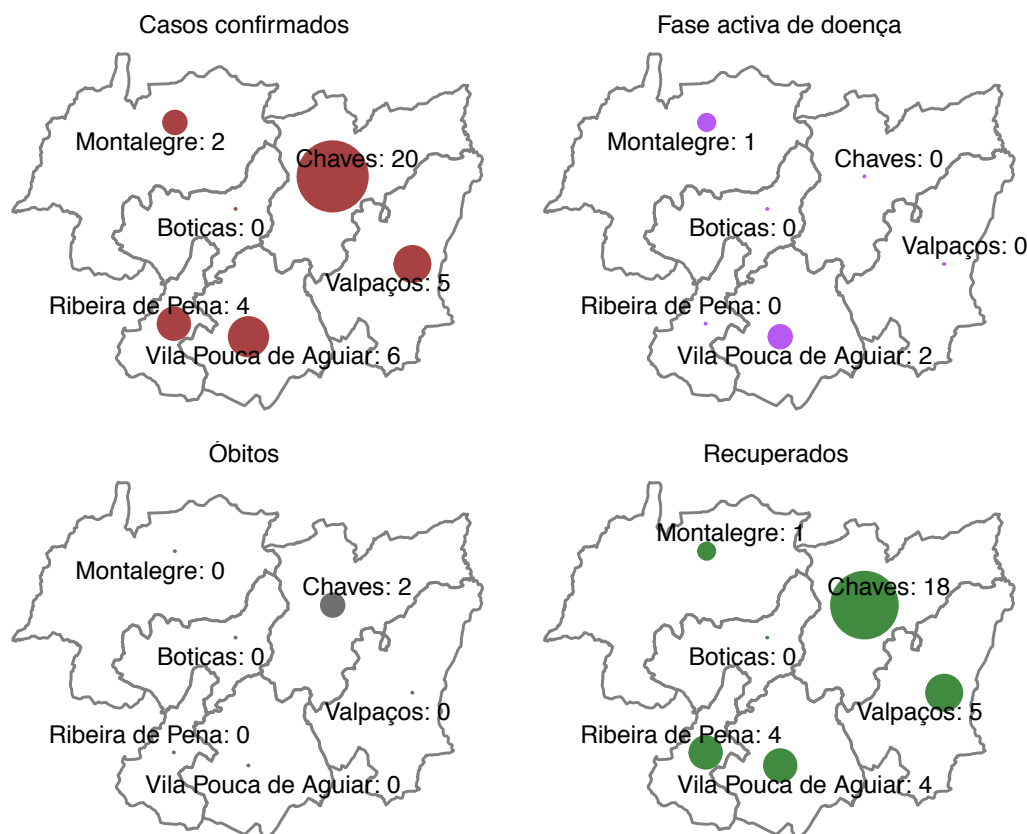 Casos confirmados
Montalegre: 2
Chaves: 20
Boticas: 0
Valpaços: 5
Ribeira de Pena: 4
Vila Pouca de Aguiar: 6
Fase activa de doença
Montalegre: 1
Chaves: 0
Boticas: 0
Valpaços: 0
Ribeira de Pena: 0
Vila Pouca de Aguiar: 2
Óbitos
Montalegre: 0
Chaves: 2
Boticas: 0
Valpaços: 0
Ribeira de Pena: 0
Vila Pouca de Aguiar: 0
Recuperados
Montalegre: 1
Chaves: 18
Boticas: 0
Valpaços: 5
Ribeira de Pena: 4
Vila Pouca de Aguiar: 4